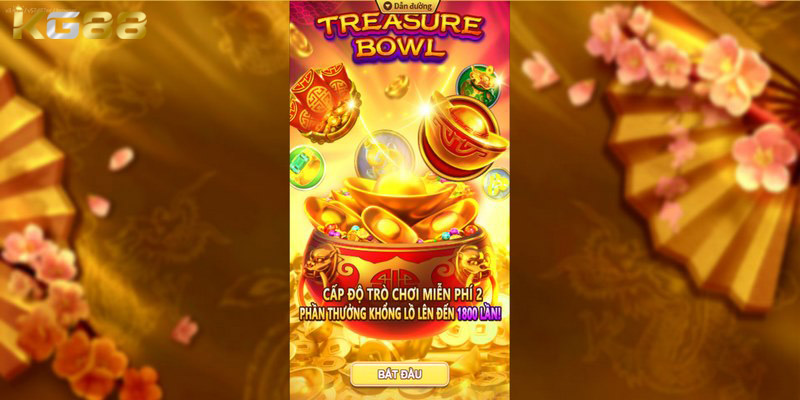 KG88
Dẫn đường
TREASURE
BOWL
CẤP ĐỘ TRÒ CHƠI MIỄN PHÍ 2
PHẦN THƯỞNG KHỔNG LỒ LÊN ĐẾN 1800 LẦN!
BẮT ĐẦU